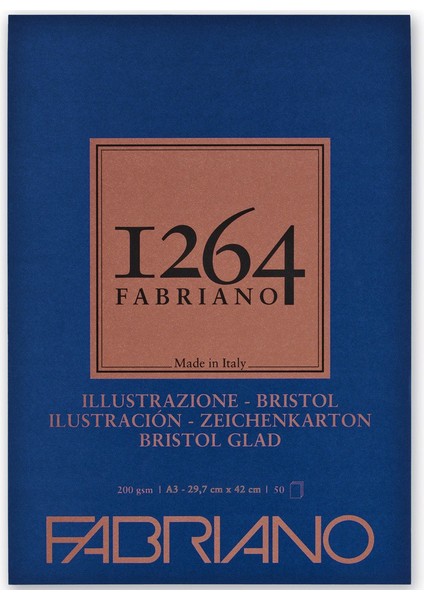 1264
FABRIANO
Made in Italy
ILLUSTRAZIONE - BRISTOL
ILUSTRACIÓN - ZEICHENKARTON
BRISTOL GLAD
200 gsm | A3 - 29,7 cm x 42 cm | 50
FABRIANO